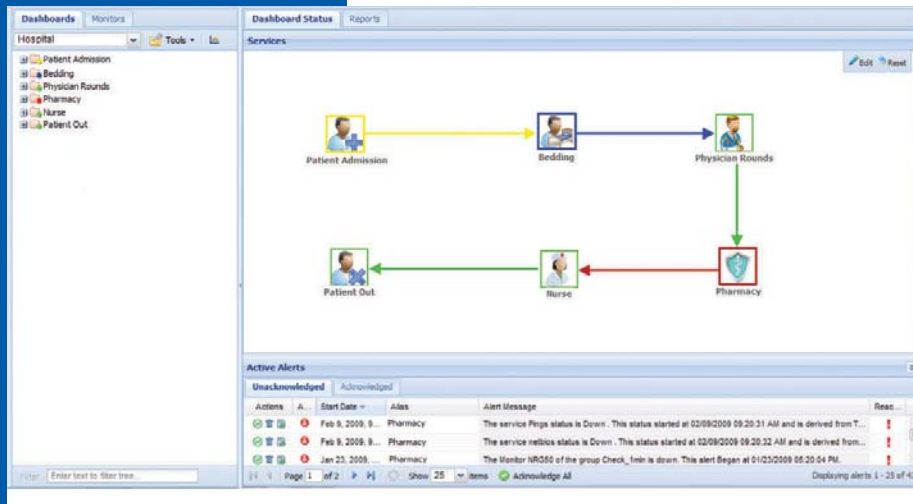 Dashboards Monitors
Dashboard Status Reports
Hospital Tools
Services
Patient Admission
Bedding
Physician Rounds
Pharmacy
Nurse
Patient Out
Edit Reset
Patient Admission Bedding Physician Rounds
Patient Out Nurse Pharmacy
Active Alerts
Unacknowledged Acknowledged
Actions A... Start Date Alias Alert Message Reac...
Feb 9, 2009, 9... Pharmacy The service Pings status is Down . This status started at 02/09/2009 09:20:31 AM and is derived from T...
Feb 9, 2009, 9... Pharmacy The service netbios status is Down . This status started at 02/09/2009 09:20:32 AM and is derived from...
Jan 23, 2009, ... Pharmacy The Monitor NRG50 of the group Check_1min is down. This alert Began at 01/23/2009 05:20:04 PM.
Filter: Enter text to filter tree...
Page 1 of 2 Show 25 items Acknowledge All Displaying alerts 1 - 25 of 4